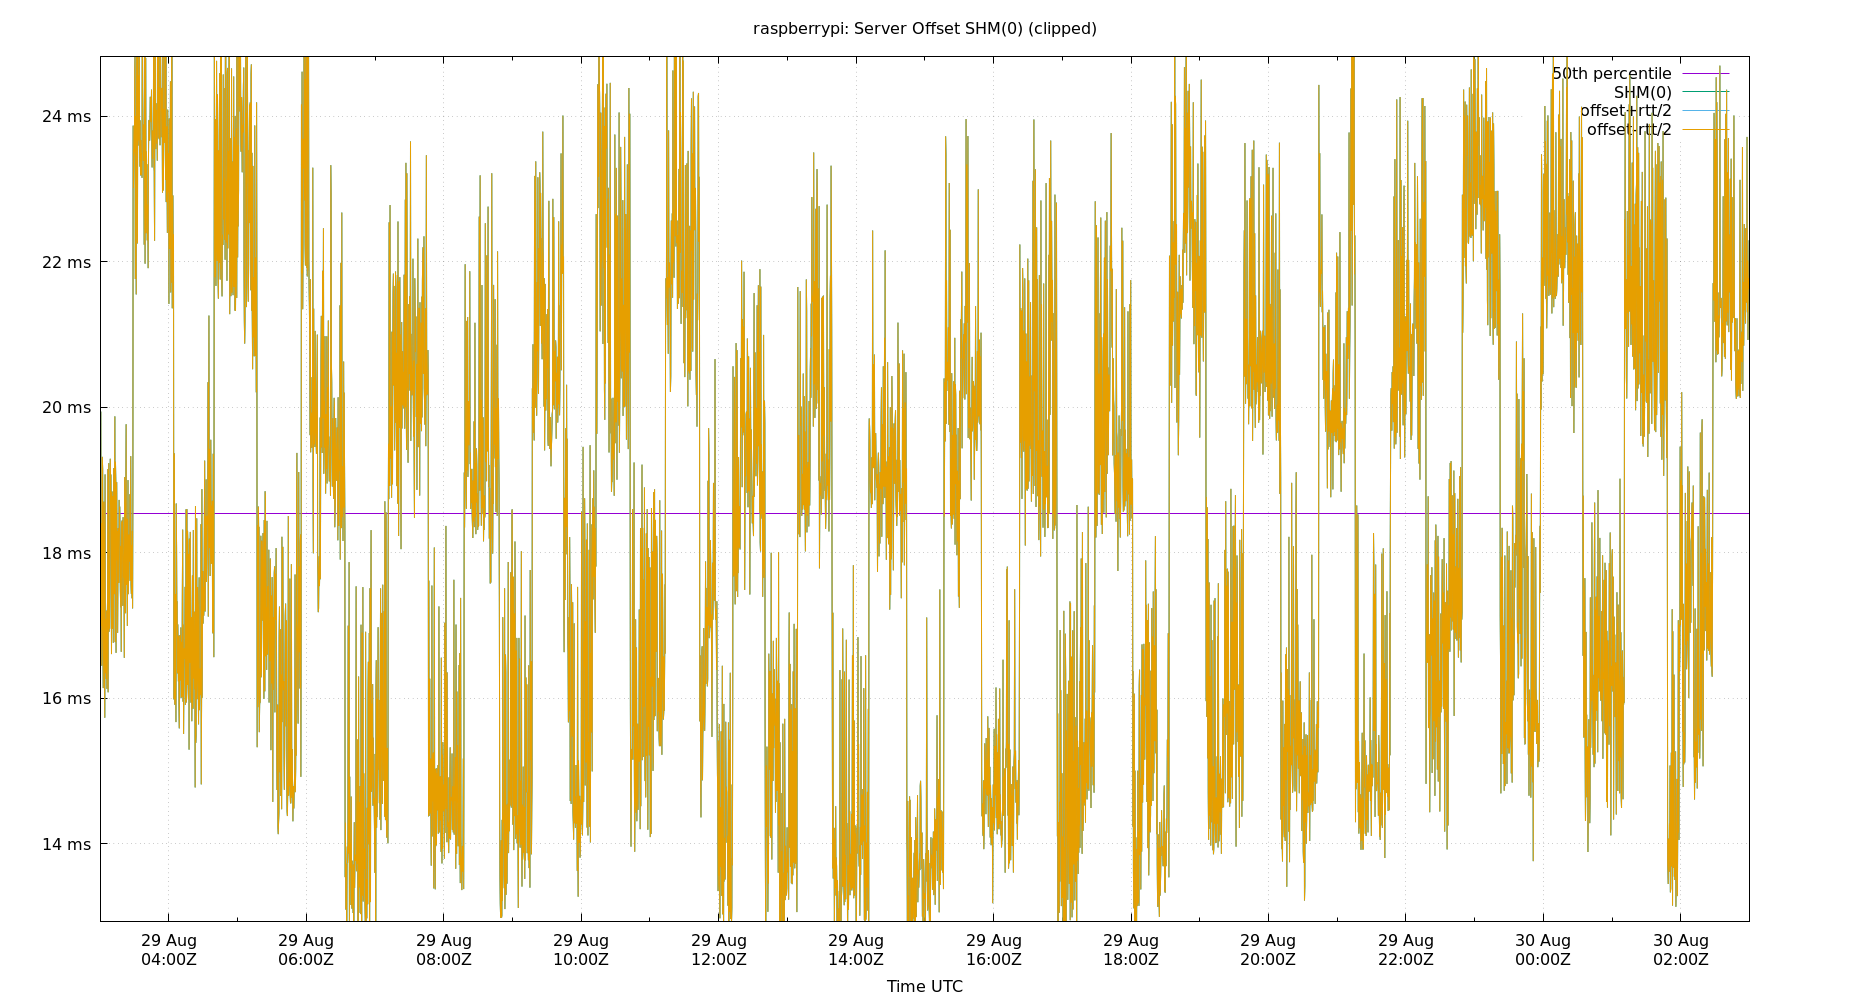 raspberrypi: Server Offset SHM(0) (clipped)
50th percentile
SHM(0)
offset+rtt/2
offset-rtt/2
24 ms
22 ms
20 ms
18 ms
16 ms
14 ms
29 Aug 29 Aug 29 Aug 29 Aug 29 Aug 29 Aug 29 Aug 29 Aug 29 Aug 29 Aug 30 Aug 30 Aug
04:00Z 06:00Z 08:00Z 10:00Z 12:00Z 14:00Z 16:00Z 18:00Z 20:00Z 22:00Z 00:00Z 02:00Z
Time UTC